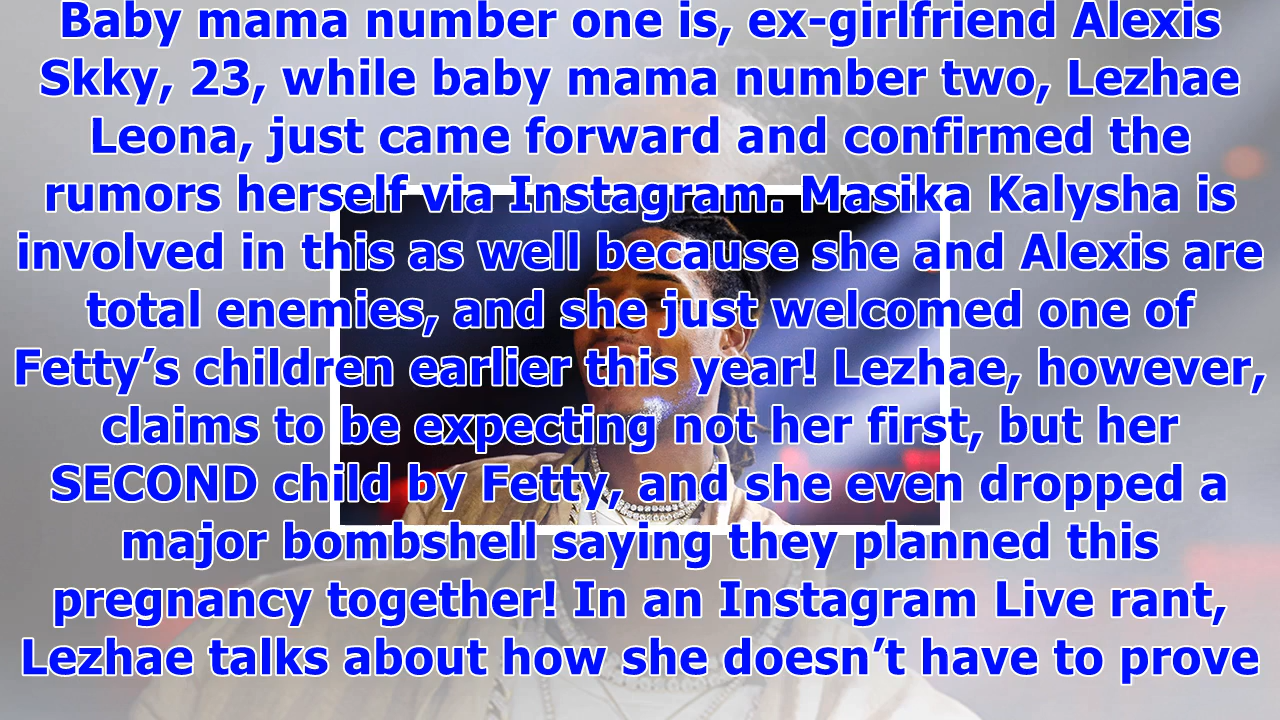 Baby mama number one is, ex-girlfriend Alexis
Skky, 23, while baby mama number two, Lezhae
Leona, just came forward and confirmed the
rumors herself via Instagram. Masika Kalysha is
involved in this as well because she and Alexis are
total enemies, and she just welcomed one of
Fetty’s children earlier this year! Lezhae, however,
claims to be expecting not her first, but her
SECOND child by Fetty, and she even dropped a
major bombshell saying they planned this
pregnancy together! In an Instagram Live rant,
Lezhae talks about how she doesn’t have to prove